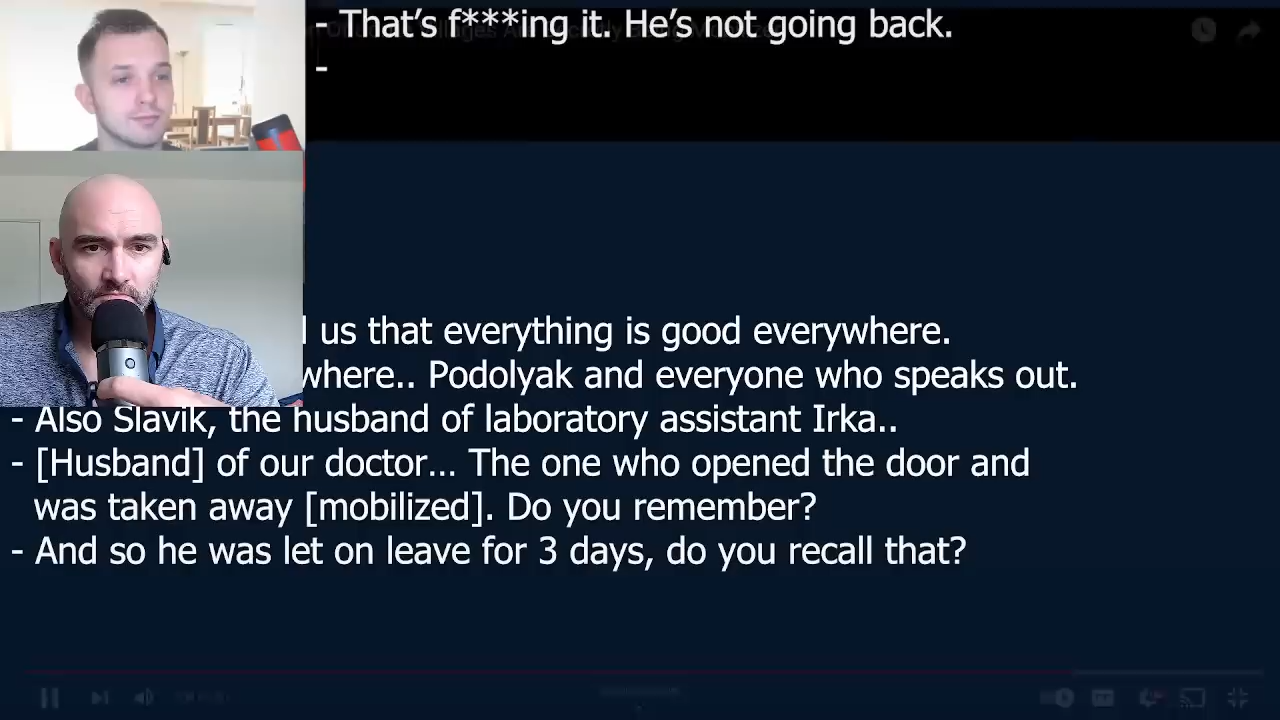 - That's f***ing it. He's not going back.
-
us that everything is good everywhere.
where.. Podolyak and everyone who speaks out.
- Also Slavik, the husband of laboratory assistant Irka..
- [Husband] of our doctor... The one who opened the door and
was taken away [mobilized]. Do you remember?
- And so he was let on leave for 3 days, do you recall that?